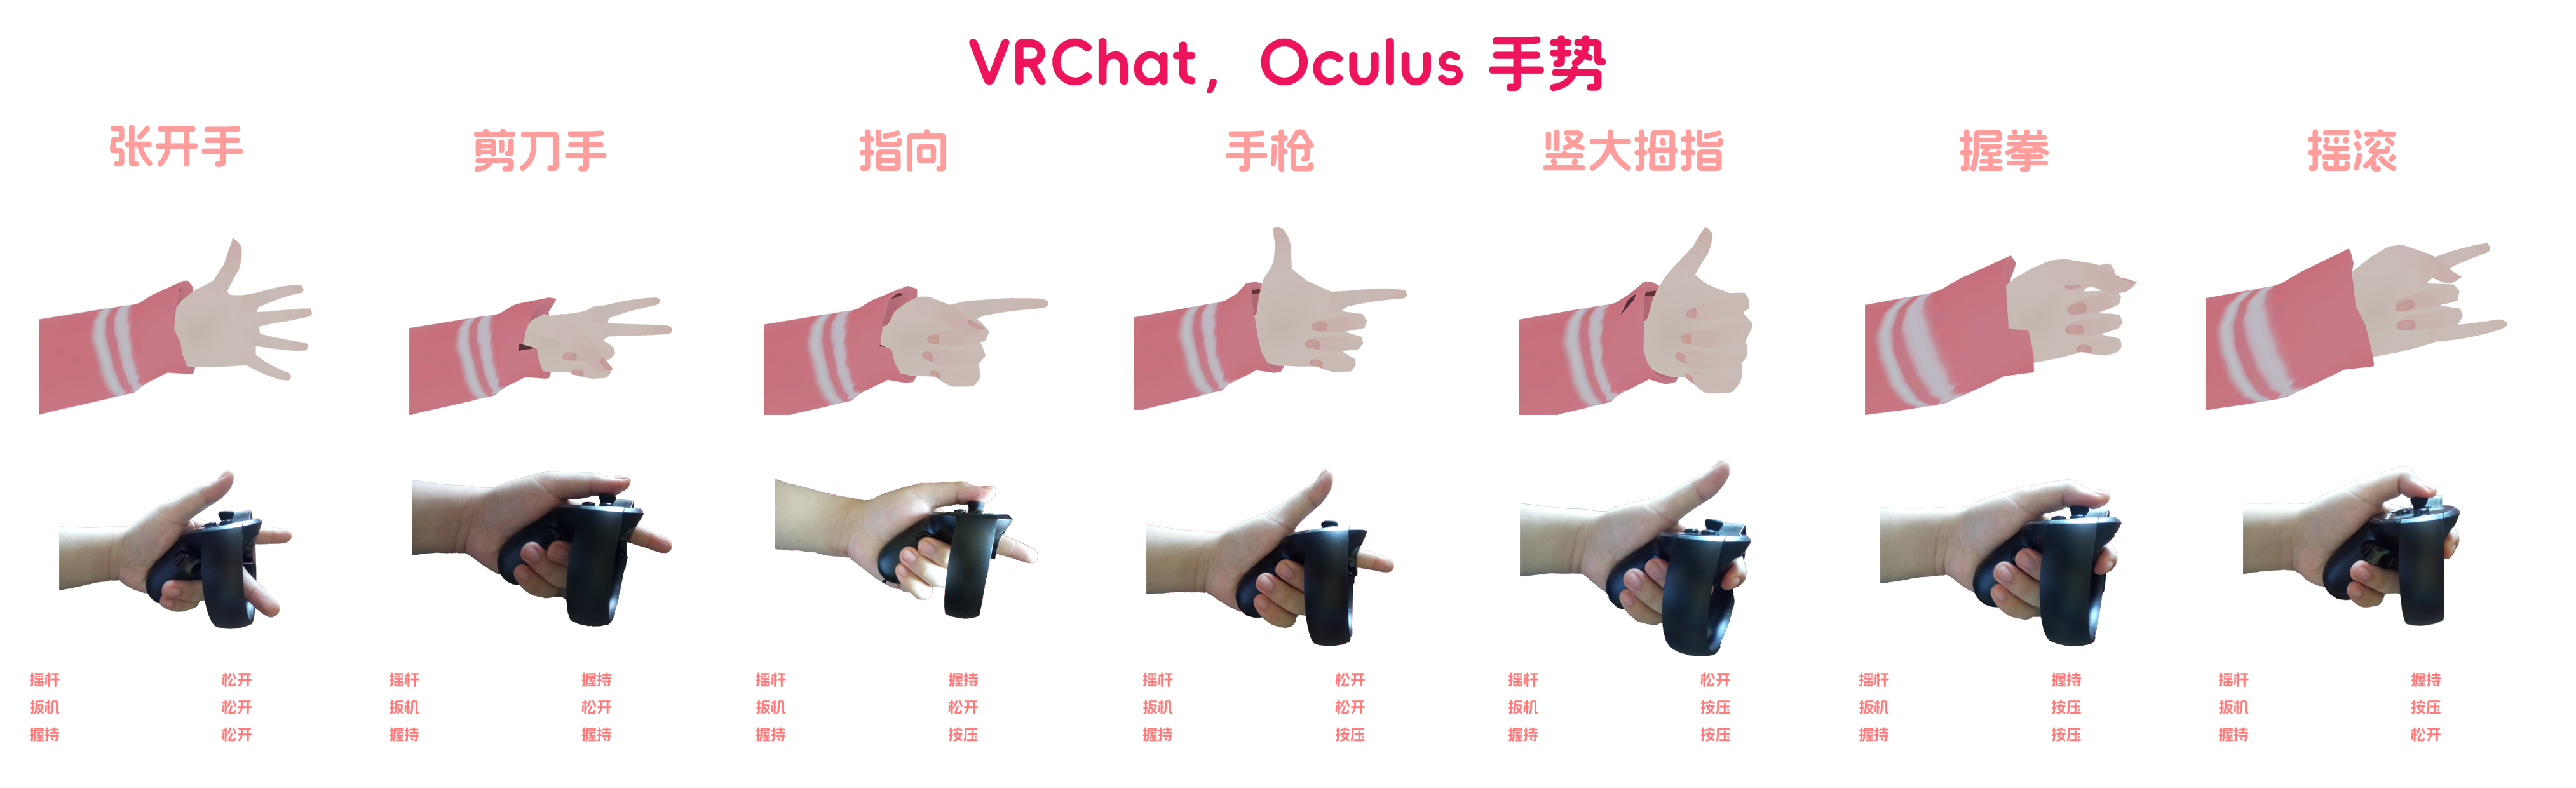 VRChat，Oculus 手势
张开手 剪刀手 指向 手枪 竖大拇指 握拳 摇滚
摇杆 松开 摇杆 握持 摇杆 握持 摇杆 松开 摇杆 松开 摇杆 握持 摇杆 握持
扳机 松开 扳机 松开 扳机 松开 扳机 松开 扳机 按压 扳机 按压 扳机 按压
握持 松开 握持 握持 握持 按压 握持 按压 握持 按压 握持 按压 握持 松开